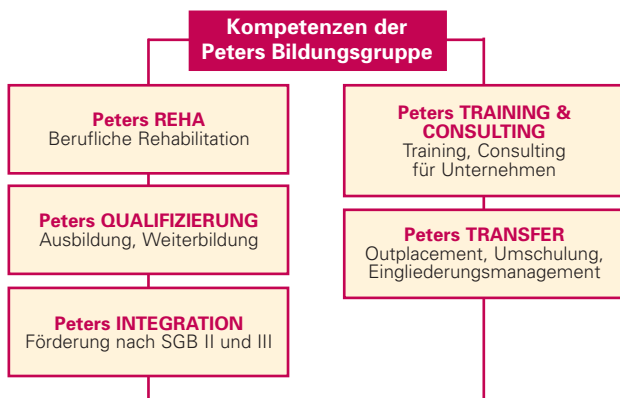 Kompetenzen der
Peters Bildungsgruppe
Peters REHA
Berufliche Rehabilitation
Peters QUALIFIZIERUNG
Ausbildung, Weiterbildung
Peters INTEGRATION
Förderung nach SGB II und III
Peters TRAINING &
CONSULTING
Training, Consulting
für Unternehmen
Peters TRANSFER
Outplacement, Umschulung,
Eingliederungsmanagement